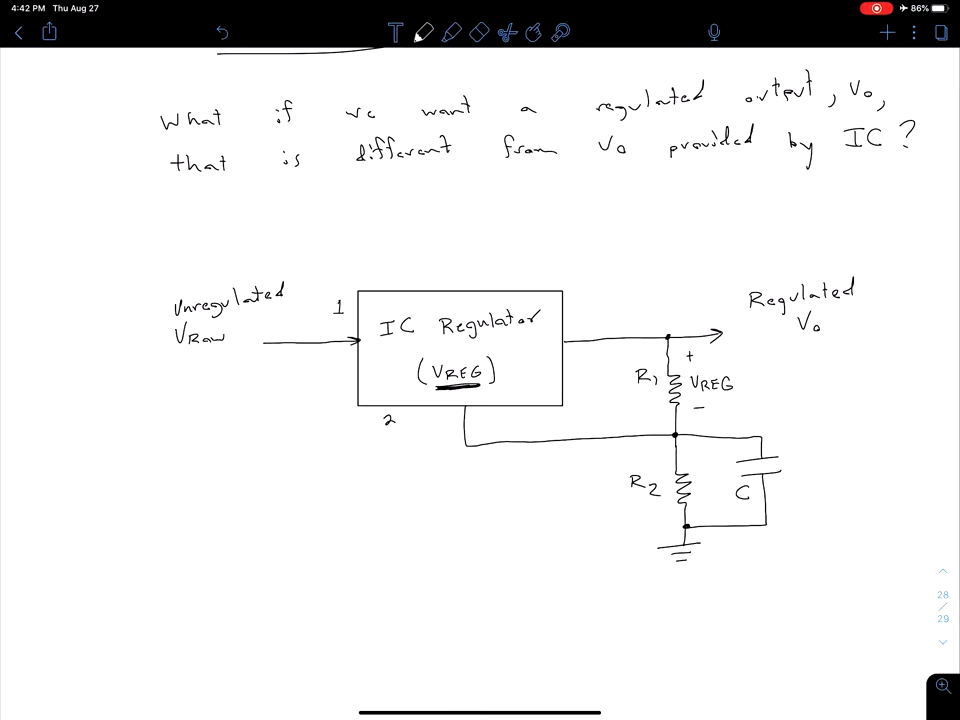 4:42 PM Thu Aug 27
86%
What if we want a regulated output, Vo,
that is different from Vo provided by IC?
Unregulated
VRaw
1
IC Regulator
(VREG)
2
Regulated
Vo
+
R1
VREG
-
R2
C
28
/
29